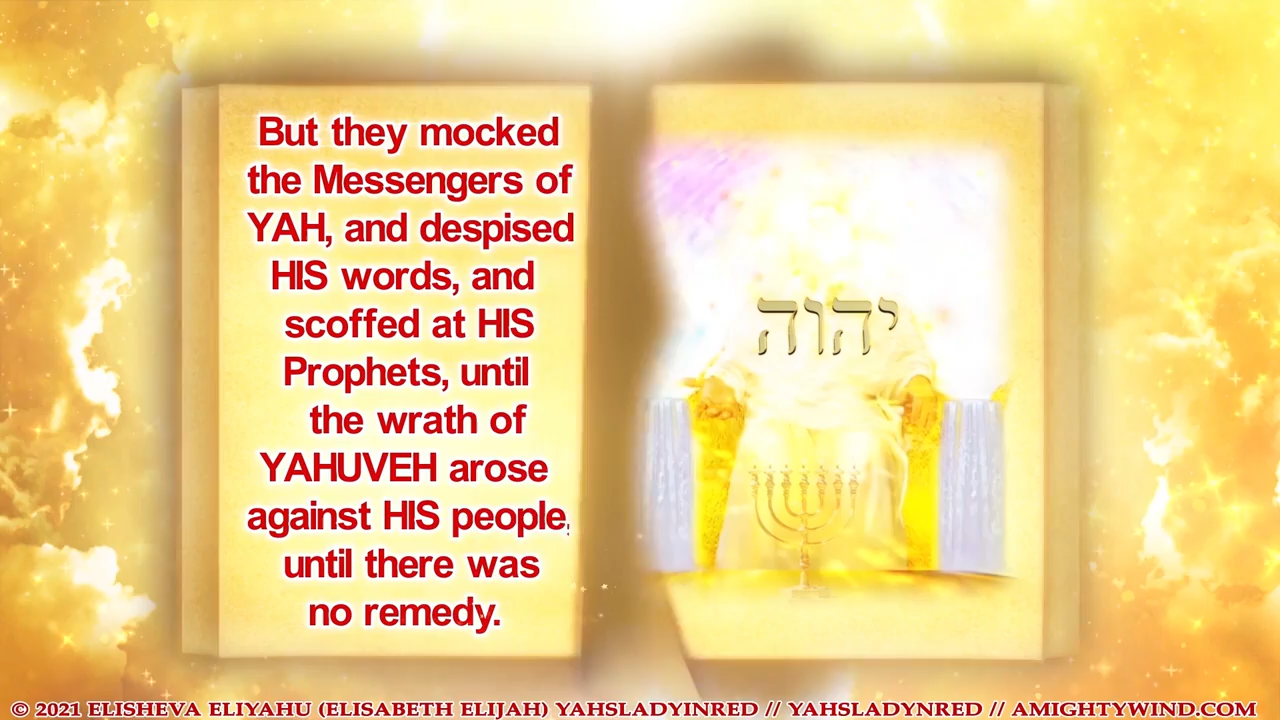 But they mocked
the Messengers of
YAH, and despised
HIS words, and
scoffed at HIS
Prophets, until
the wrath of
YAHUVEH arose
against HIS people,
until there was
no remedy.
יהוה
© 2021 ELISHEVA ELIYAHU (ELISABETH ELIJAH) YAHSLADYINRED // YAHSLADYNRED // AMIGHTYWIND.COM